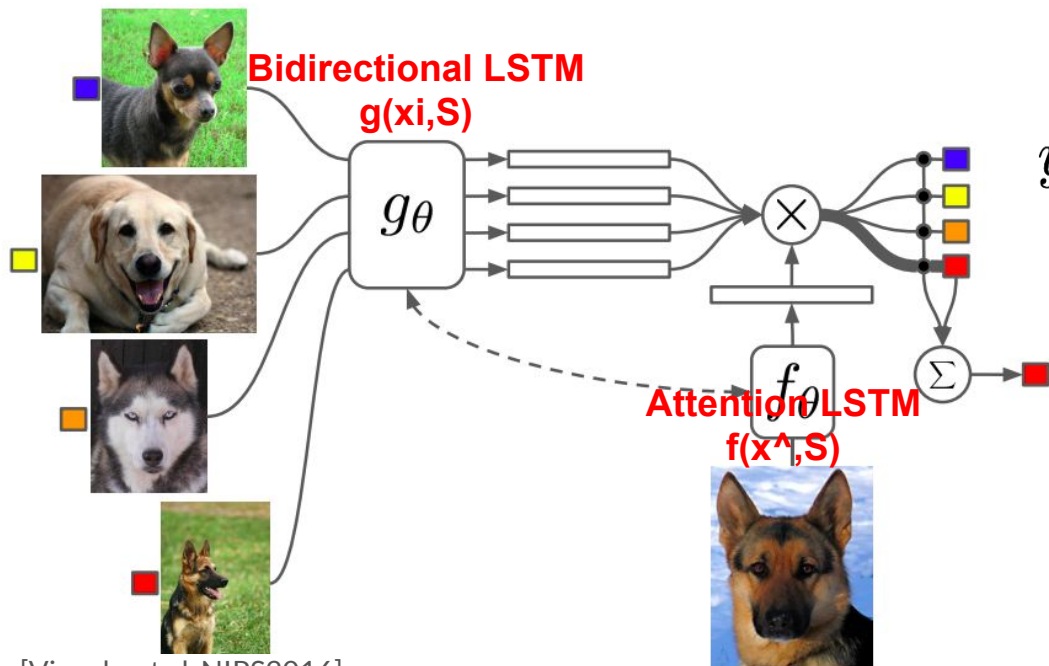 Bidirectional LSTM
g(xi,S)
gθ
×
fθ
Attention LSTM
f(x^,S)
Σ